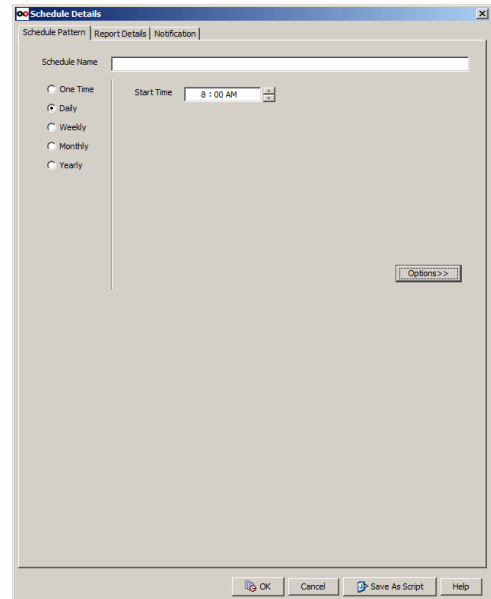 Schedule Details
Schedule Pattern Report Details Notification
Schedule Name
One Time
Start Time 8 : 00 AM
Daily
Weekly
Monthly
Yearly
Options>>
OK Cancel Save As Script Help